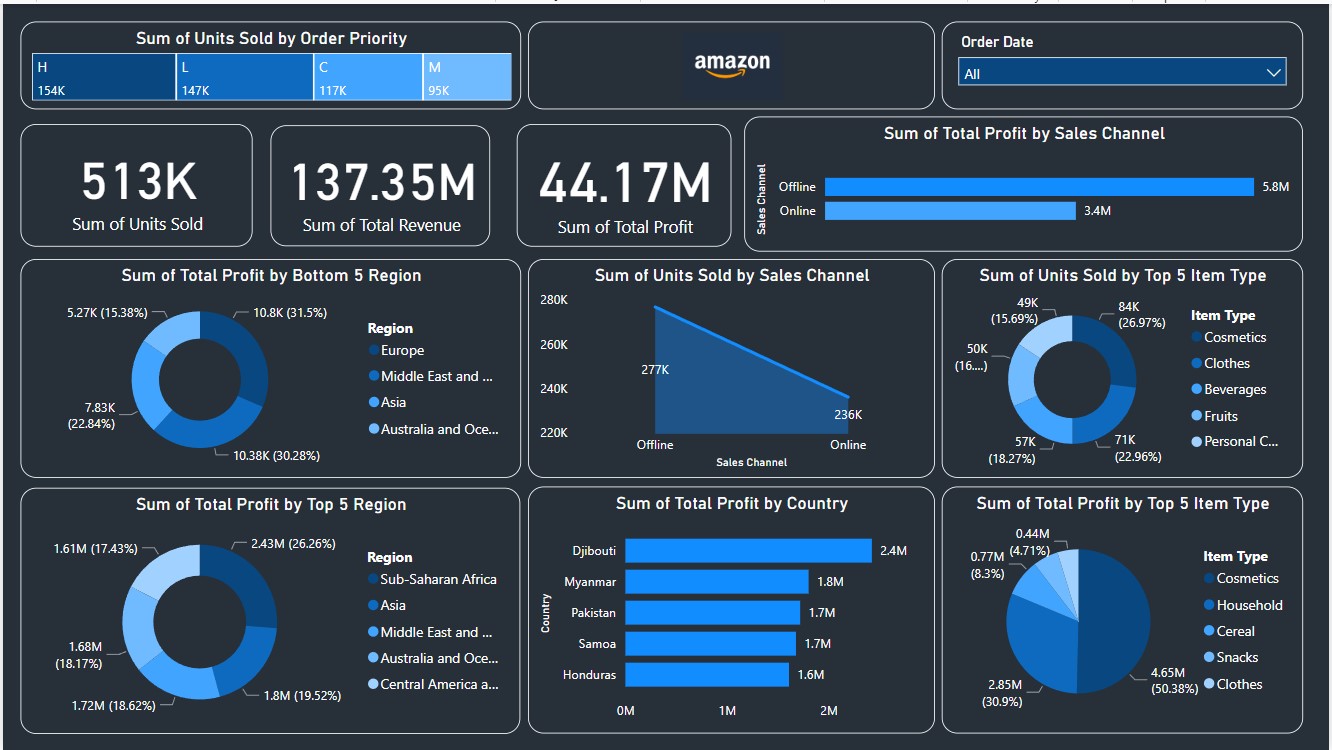 Sum of Units Sold by Order Priority
H
154K
L
147K
C
117K
M
95K
amazon
Order Date
All
513K
Sum of Units Sold
137.35M
Sum of Total Revenue
44.17M
Sum of Total Profit
Sum of Total Profit by Sales Channel
Sales Channel
Offline
5.8M
Online
3.4M
Sum of Total Profit by Bottom 5 Region
5.27K (15.38%)
10.8K (31.5%)
7.83K
(22.84%)
10.38K (30.28%)
Region
Europe
Middle East and ...
Asia
Australia and Oce...
Sum of Units Sold by Sales Channel
280K
260K
240K
220K
277K
236K
Offline
Online
Sales Channel
Sum of Units Sold by Top 5 Item Type
49K
(15.69%)
84K
(26.97%)
50K
(16....)
57K
(18.27%)
71K
(22.96%)
Item Type
Cosmetics
Clothes
Beverages
Fruits
Personal C...
Sum of Total Profit by Top 5 Region
1.61M (17.43%)
2.43M (26.26%)
1.68M
(18.17%)
1.72M (18.62%)
1.8M (19.52%)
Region
Sub-Saharan Africa
Asia
Middle East and ...
Australia and Oce...
Central America a...
Sum of Total Profit by Country
Country
Djibouti
2.4M
Myanmar
1.8M
Pakistan
1.7M
Samoa
1.7M
Honduras
1.6M
0M
1M
2M
Sum of Total Profit by Top 5 Item Type
0.44M
(4.71%)
0.77M
(8.3%)
2.85M
(30.9%)
4.65M
(50.38%)
Item Type
Cosmetics
Household
Cereal
Snacks
Clothes